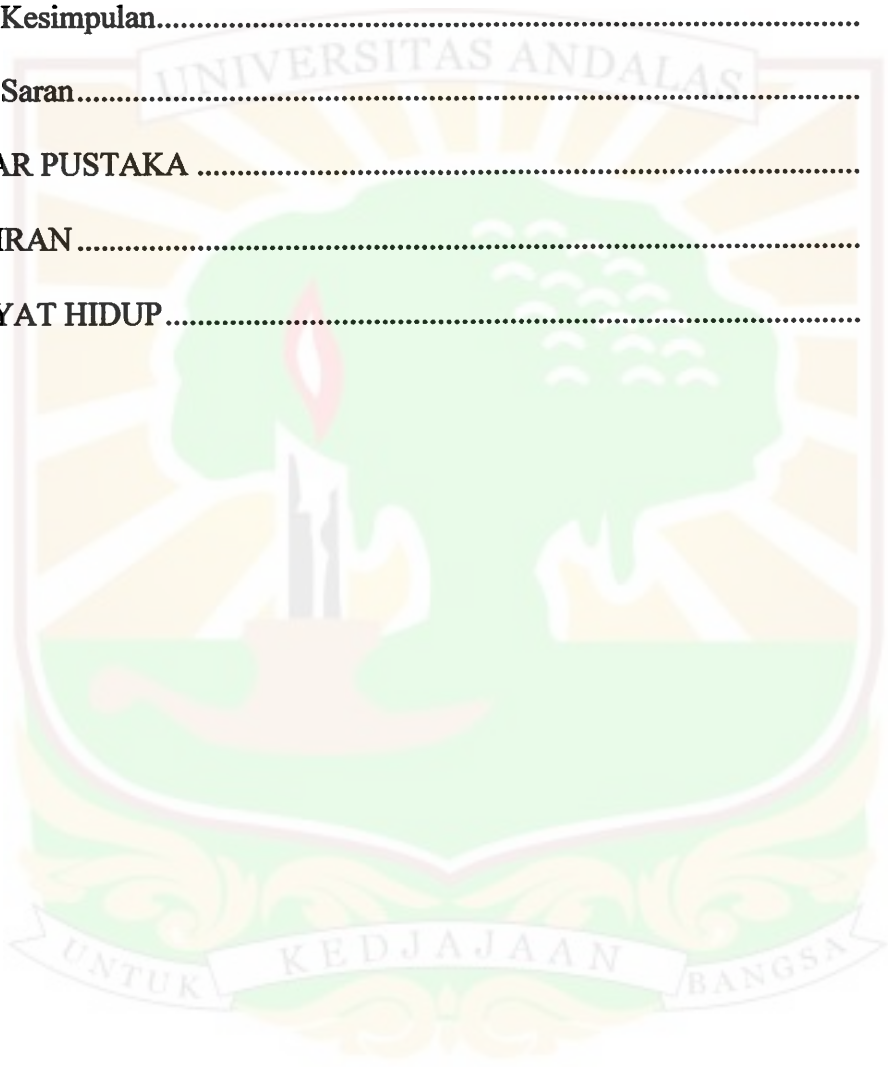 Kesimpulan............................................................................................
UNIVERSITAS ANDALAS
Saran......................................................................................................
AR PUSTAKA .......................................................................................
IRAN ......................................................................................................
YAT HIDUP...........................................................................................
UNTUK KEDJAJAAN BANGSA